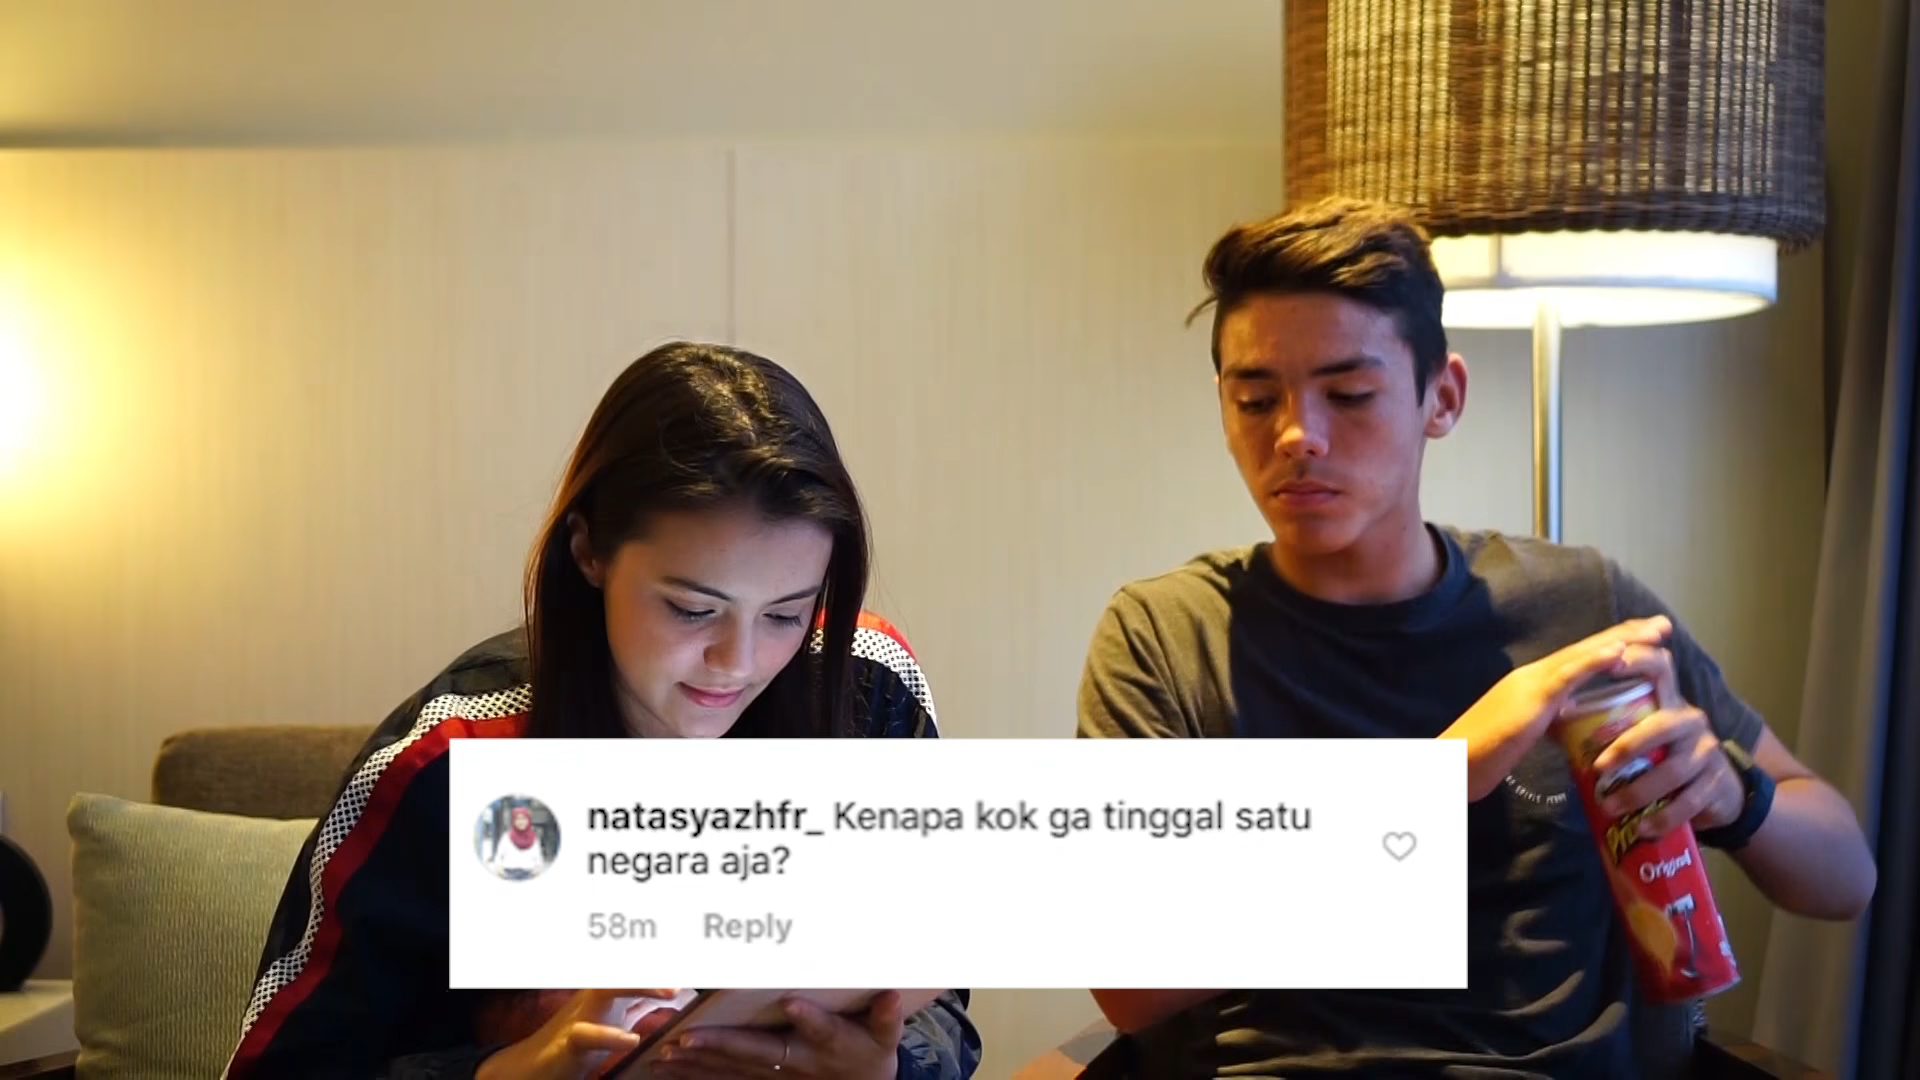 natasyazhfr_ Kenapa kok ga tinggal satu
negara aja?
58m Reply
Original